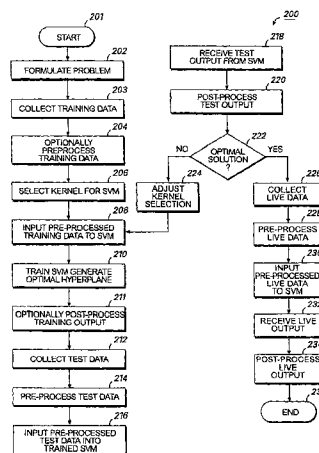 201
START
202
FORMULATE PROBLEM
203
COLLECT TRAINING DATA
204
OPTIONALLY
PREPROCESS
TRAINING DATA
206
SELECT KERNEL FOR SVM
208
INPUT PRE-PROCESSED
TRAINING DATA TO SVM
210
TRAIN SVM GENERATE
OPTIMAL HYPERPLANE
211
OPTIONALLY POST-PROCESS
TRAINING OUTPUT
212
COLLECT TEST DATA
214
PRE-PROCESS TEST DATA
216
INPUT PRE-PROCESSED
TEST DATA INTO
TRAINED SVM
200
218
RECEIVE TEST
OUTPUT FROM SVM
220
POST-PROCESS
TEST OUTPUT
222
OPTIMAL
SOLUTION
?
NO
YES
224
ADJUST
KERNEL
SELECTION
226
COLLECT
LIVE DATA
228
PRE-PROCESS
LIVE DATA
230
INPUT
PRE-PROCESSED
LIVE DATA
TO SVM
232
RECEIVE LIVE
OUTPUT
234
POST-PROCESS
LIVE
OUTPUT
END